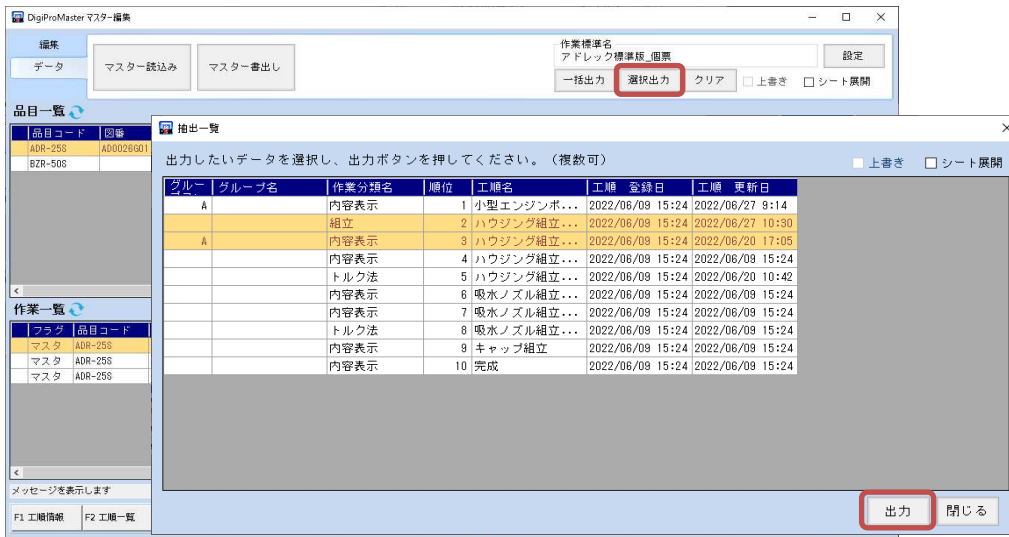 DigiProMaster マスター編集
編集
データ
マスター読込み
マスター書出し
作業標準名
アドレック標準版_個票
設定
一括出力
選択出力
クリア
上書き
シート展開
品目一覧
品目コード 図番
ADR-25S AD0026G01
BZR-50S
抽出一覧
出力したいデータを選択し、出力ボタンを押してください。（複数可）
上書き
シート展開
グルー グループ名 作業分類名 順位 工順名 工順 登録日 工順 更新日
A 内容表示 1 小型エンジンポ... 2022/06/09 15:24 2022/06/27 9:14
組立 2 ハウジング組立... 2022/06/09 15:24 2022/06/27 10:30
A 内容表示 3 ハウジング組立... 2022/06/09 15:24 2022/06/20 17:05
内容表示 4 ハウジング組立... 2022/06/09 15:24 2022/06/09 15:24
トルク法 5 ハウジング組立... 2022/06/09 15:24 2022/06/20 10:42
内容表示 6 吸水ノズル組立... 2022/06/09 15:24 2022/06/09 15:24
内容表示 7 吸水ノズル組立... 2022/06/09 15:24 2022/06/09 15:24
トルク法 8 吸水ノズル組立... 2022/06/09 15:24 2022/06/09 15:24
内容表示 9 キャップ組立 2022/06/09 15:24 2022/06/09 15:24
内容表示 10 完成 2022/06/09 15:24 2022/06/09 15:24
作業一覧
フラグ 品目コード
マスタ ADR-25S
マスタ ADR-25S
マスタ ADR-25S
メッセージを表示します
F1 工順情報
F2 工順一覧
出力
閉じる